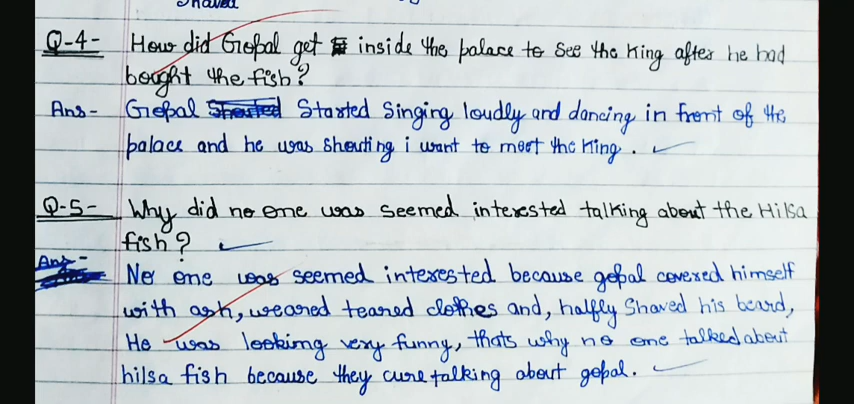 Shaved
Q-4- How did Gopal get inside the palace to see the King after he had
bought the fish?
Ans- Gopal Started Singing loudly and dancing in front of the
palace and he was shouting i want to meet the King.
Q-5- Why did no one was seemed interested talking about the Hilsa
fish?
Ans- No one was seemed interested because gopal covered himself
with ash, weared teared clothes and, halfly Shaved his beard,
He was looking very funny, thats why no one talked about
hilsa fish because they cure talking about gopal.